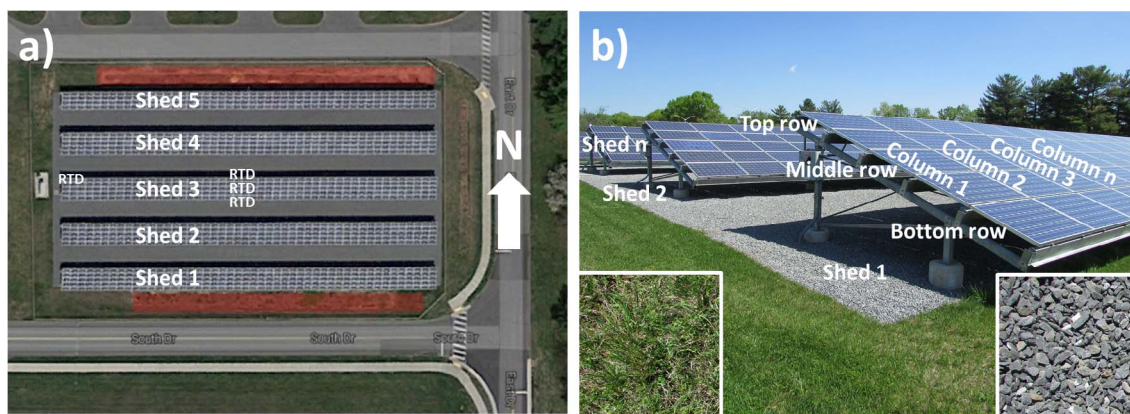 a)
Shed 5
Shed 4
RTD
RTD
Shed 3
RTD
RTD
Shed 2
Shed 1
N
East Dr
South Dr
South Dr
South Dr
b)
Top row
Shed n
Middle row
Column 1
Column 2
Column 3
Column n
Shed 2
Bottom row
Shed 1